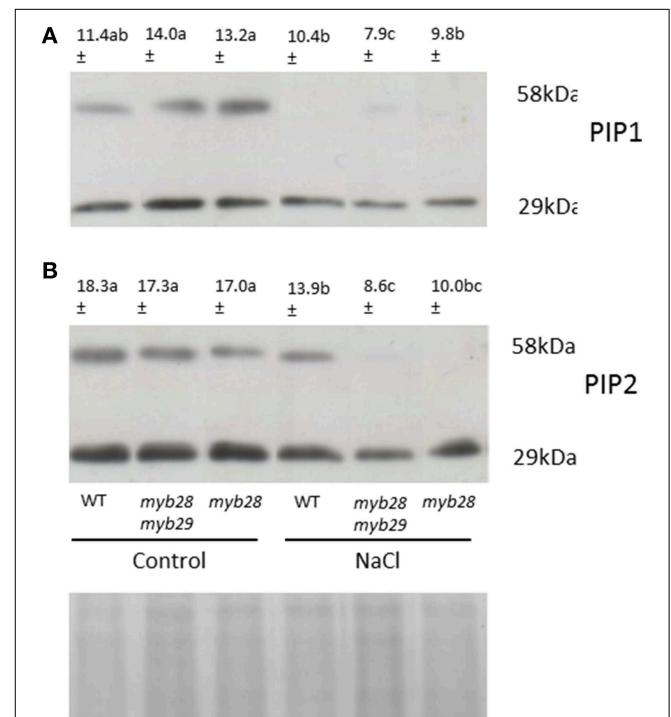 A
11.4ab 14.0a 13.2a 10.4b 7.9c 9.8b
± ± ± ± ± ±
58kDa
PIP1
29kDa
B
18.3a 17.3a 17.0a 13.9b 8.6c 10.0bc
± ± ± ± ± ±
58kDa
PIP2
29kDa
WT myb28 myb28 WT myb28 myb28
myb29 myb29
Control NaCl